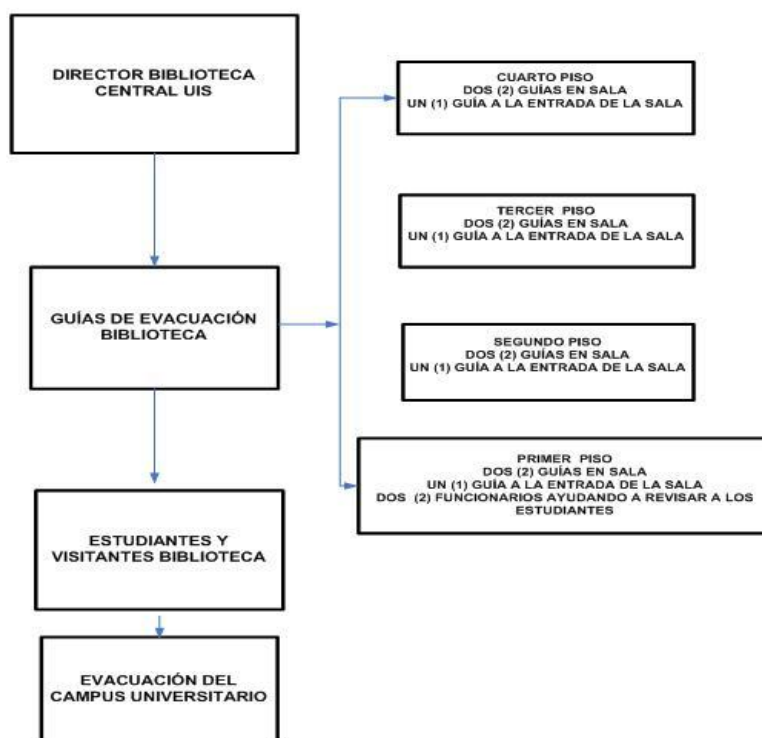 DIRECTOR BIBLIOTECA
CENTRAL UIS
CUARTO PISO
DOS (2) GUÍAS EN SALA
UN (1) GUÍA A LA ENTRADA DE LA SALA
TERCER PISO
DOS (2) GUÍAS EN SALA
UN (1) GUÍA A LA ENTRADA DE LA SALA
GUÍAS DE EVACUACIÓN
BIBLIOTECA
SEGUNDO PISO
DOS (2) GUÍAS EN SALA
UN (1) GUÍA A LA ENTRADA DE LA SALA
PRIMER PISO
DOS (2) GUÍAS EN SALA
UN (1) GUÍA A LA ENTRADA DE LA SALA
DOS (2) FUNCIONARIOS AYUDANDO A REVISAR A LOS
ESTUDIANTES
ESTUDIANTES Y
VISITANTES BIBLIOTECA
EVACUACIÓN DEL
CAMPUS UNIVERSITARIO